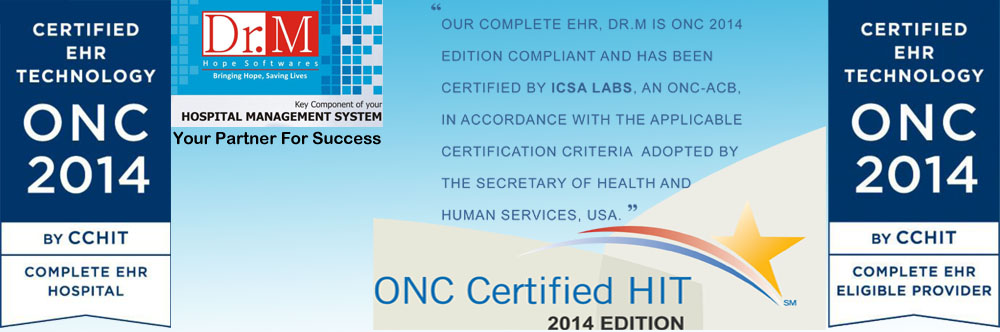 CERTIFIED
EHR
TECHNOLOGY
ONC
2014
BY CCHIT
COMPLETE EHR
HOSPITAL
Dr.M
Hope Softwares
Bringing Hope, Saving Lives
Key Component of your
HOSPITAL MANAGEMENT SYSTEM
Your Partner For Success
“OUR COMPLETE EHR, DR.M IS ONC 2014
EDITION COMPLIANT AND HAS BEEN
CERTIFIED BY ICSA LABS, AN ONC-ACB,
IN ACCORDANCE WITH THE APPLICABLE
CERTIFICATION CRITERIA ADOPTED BY
THE SECRETARY OF HEALTH AND
HUMAN SERVICES, USA. ”
ONC Certified HIT
SM
2014 EDITION
CERTIFIED
EHR
TECHNOLOGY
ONC
2014
BY CCHIT
COMPLETE EHR
ELIGIBLE PROVIDER